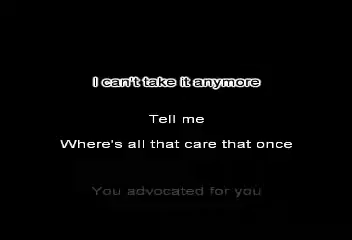 I can't take it anymore
Tell me
Where's all that care that once
You advocated for you